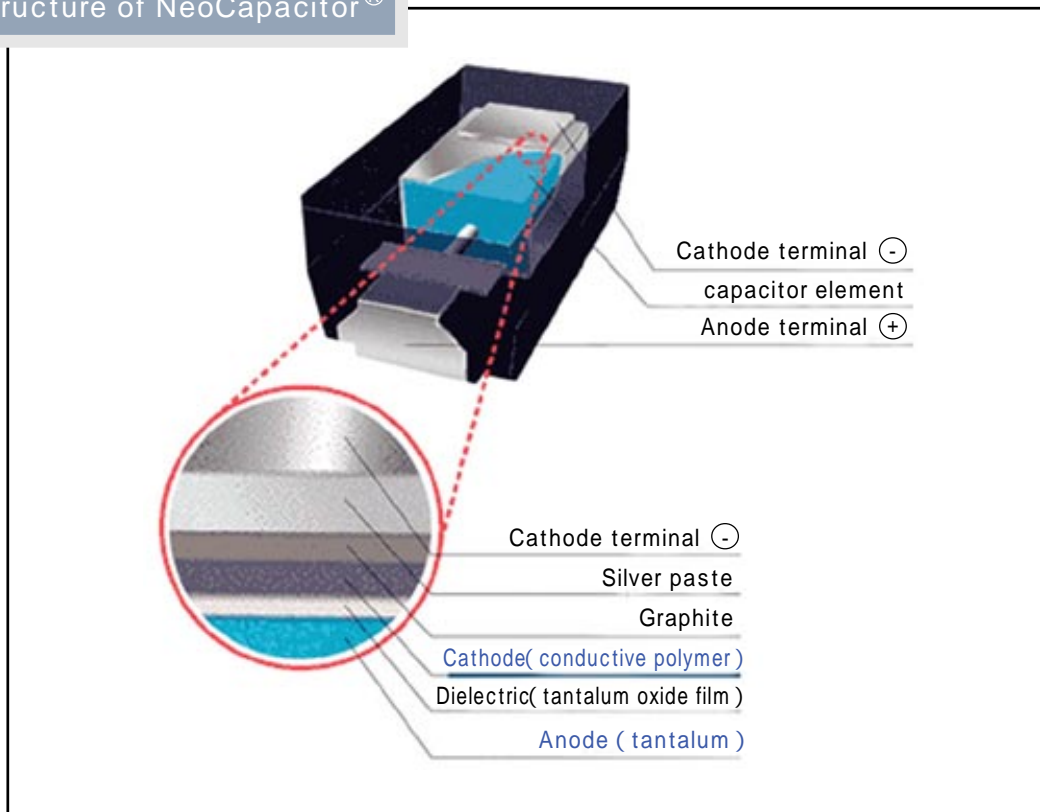 ructure of NeoCapacitor®
Cathode terminal ⊖
capacitor element
Anode terminal ⊕
Cathode terminal ⊖
Silver paste
Graphite
Cathode( conductive polymer )
Dielectric( tantalum oxide film )
Anode ( tantalum )